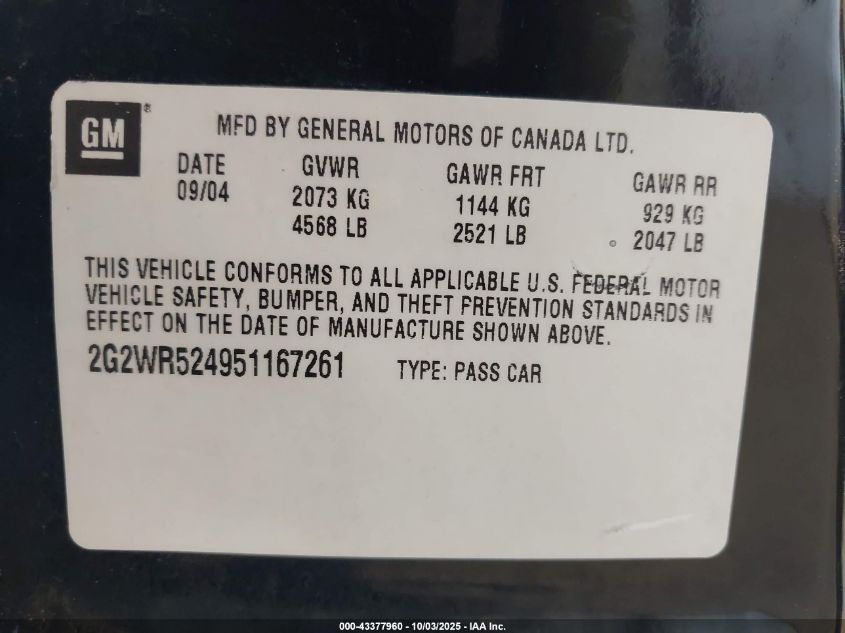 GM ®
MFD BY GENERAL MOTORS OF CANADA LTD.
DATE GVWR GAWR FRT GAWR RR
09/04 2073 KG 1144 KG 929 KG
4568 LB 2521 LB 2047 LB
THIS VEHICLE CONFORMS TO ALL APPLICABLE U.S. FEDERAL MOTOR
VEHICLE SAFETY, BUMPER, AND THEFT PREVENTION STANDARDS IN
EFFECT ON THE DATE OF MANUFACTURE SHOWN ABOVE.
2G2WR524951167261 TYPE: PASS CAR
000-43377960 - 10/03/2025 - IAA Inc.